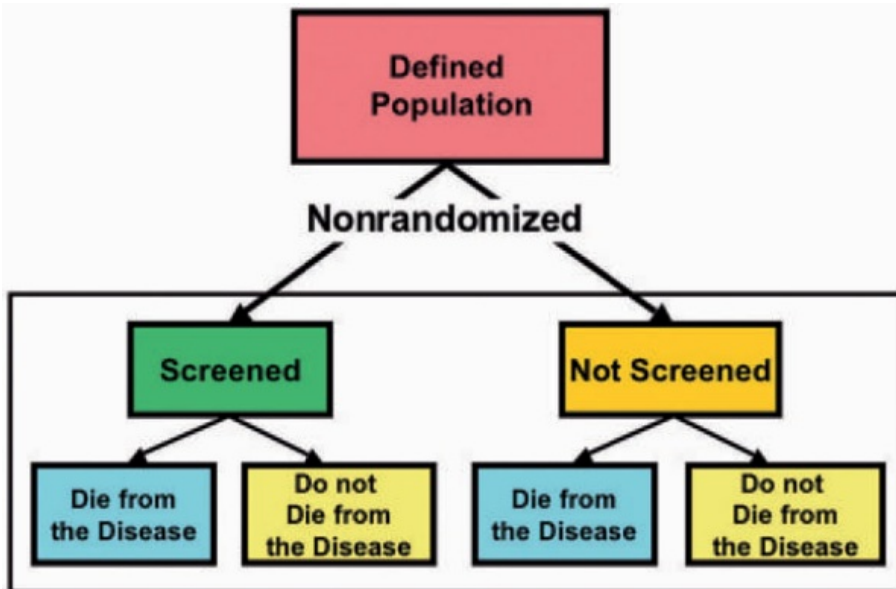 Defined
Population
Nonrandomized
Screened
Not Screened
Die from
the Disease
Do not
Die from
the Disease
Die from
the Disease
Do not
Die from
the Disease